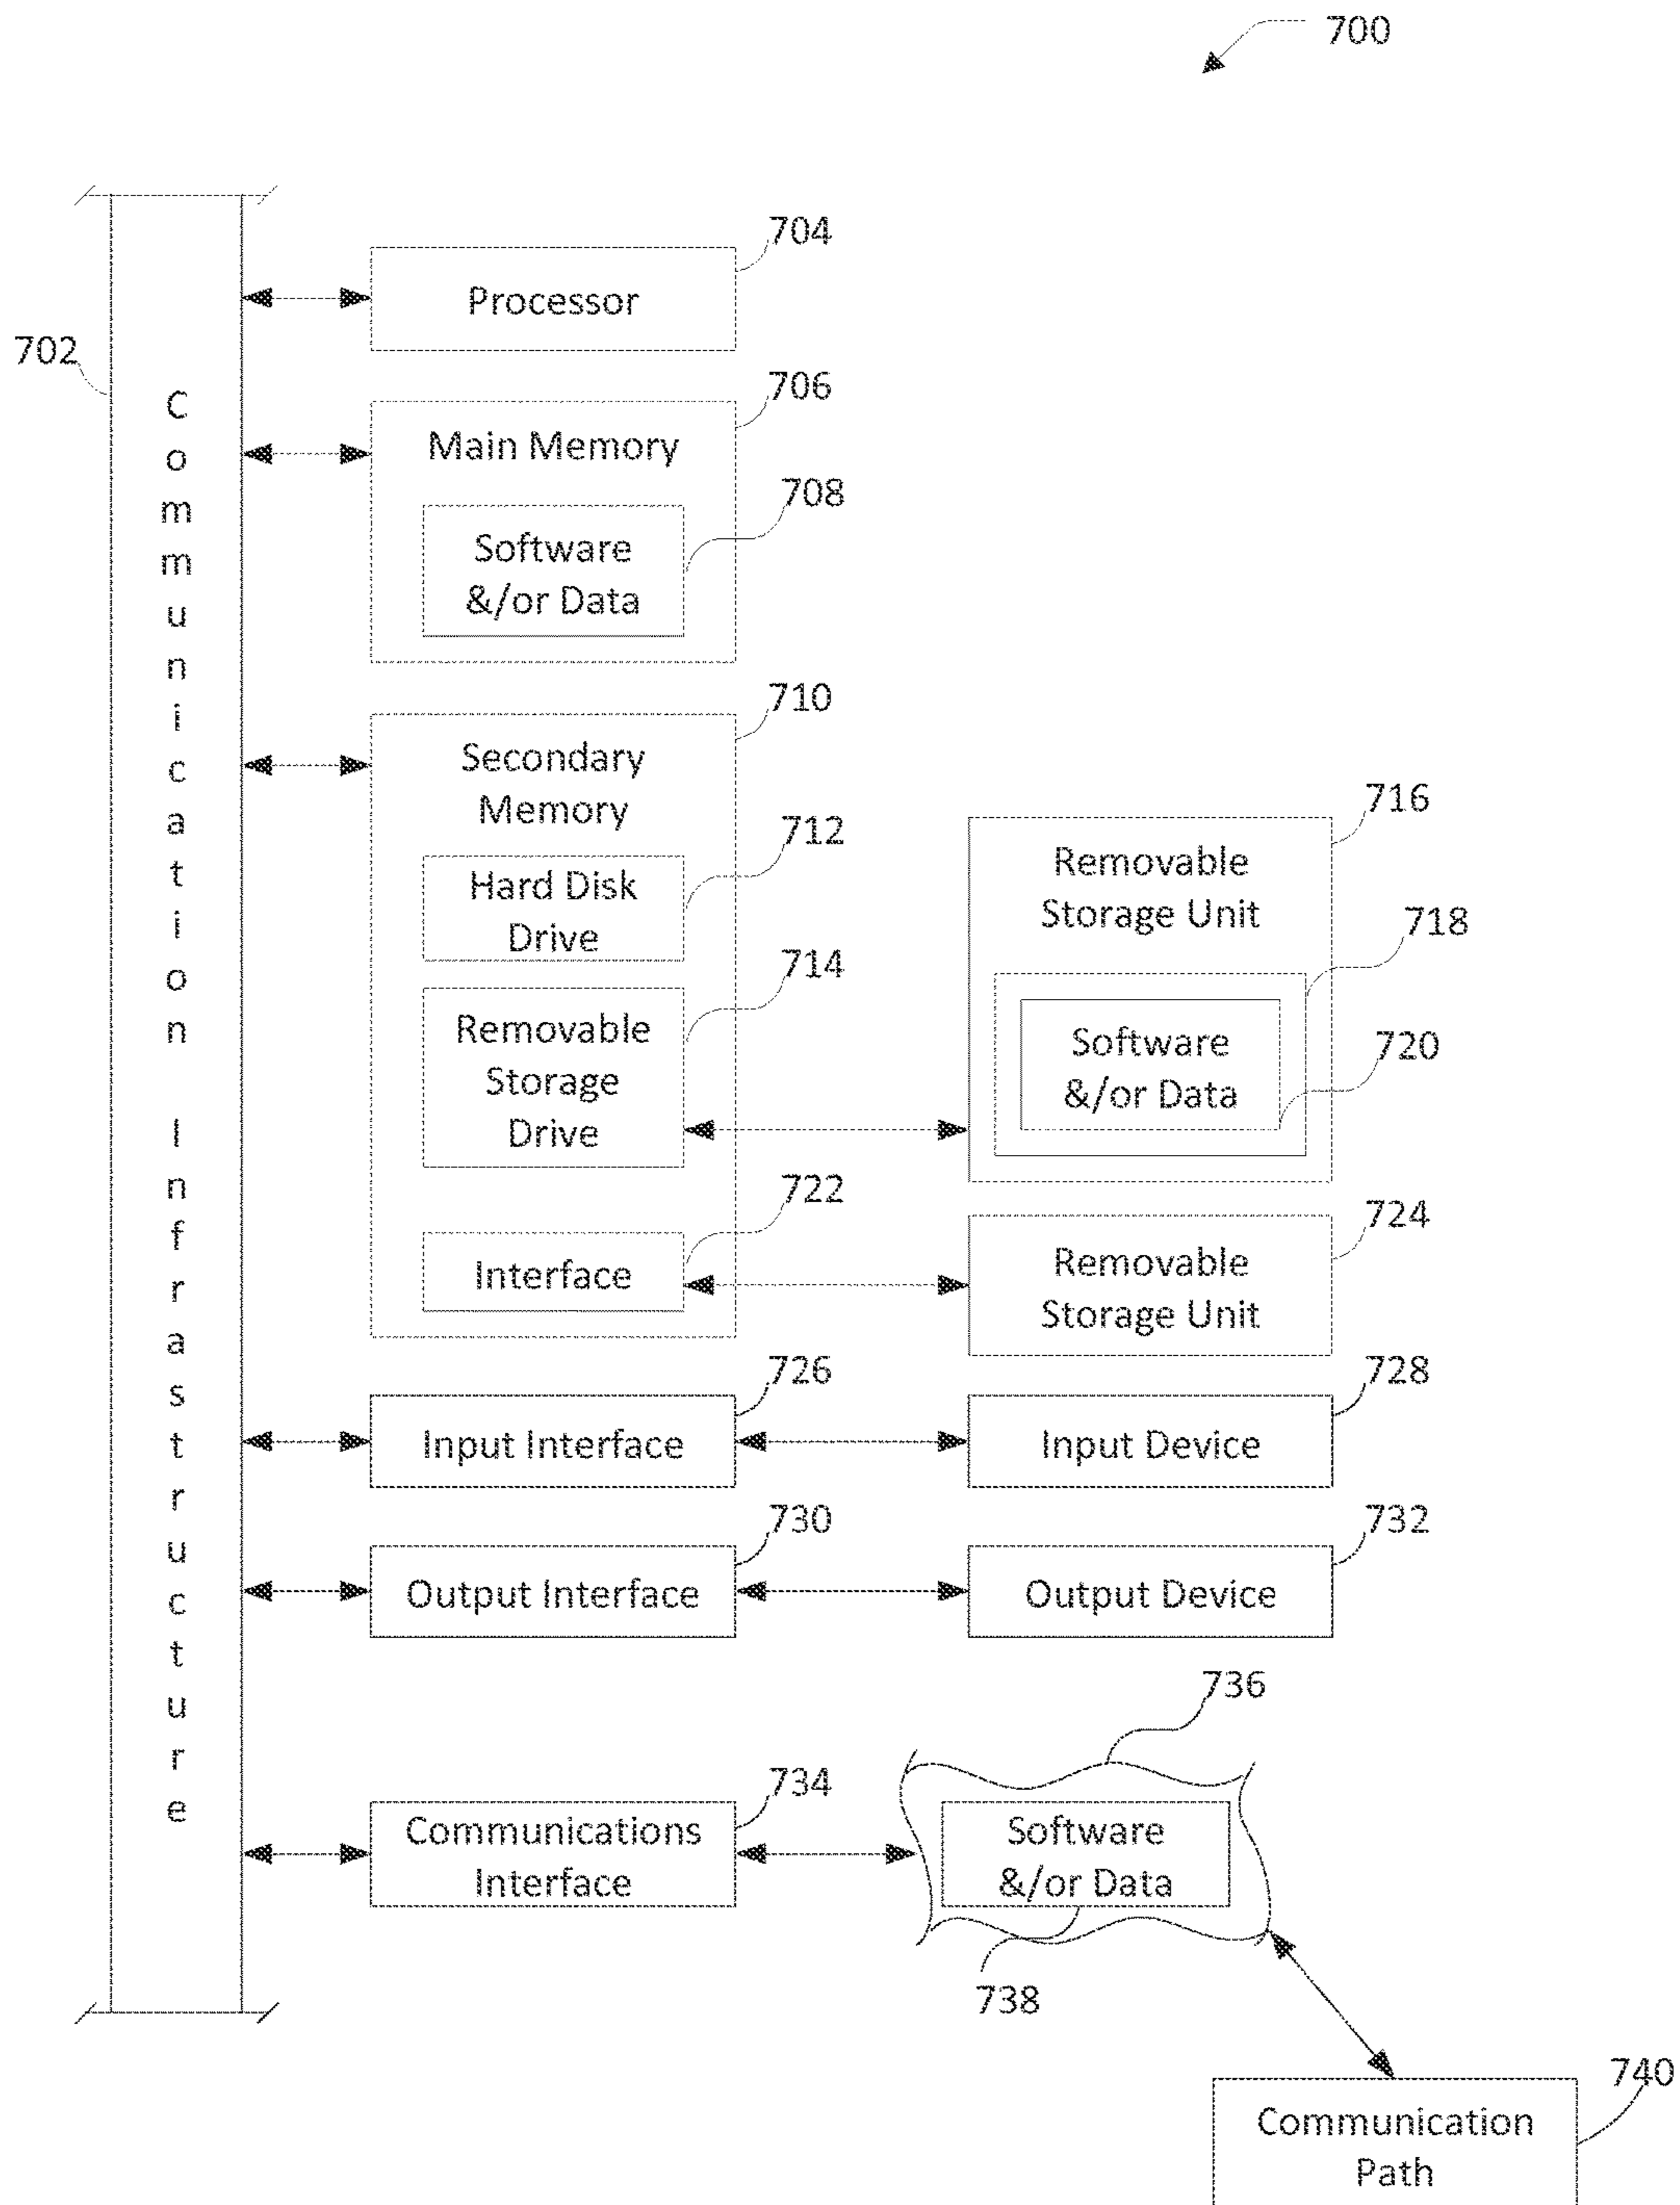 700
702
Communication Infrastructure
704
Processor
706
Main Memory
708
Software
&/or Data
710
Secondary
Memory
712
Hard Disk
Drive
714
Removable
Storage
Drive
716
Removable
Storage Unit
718
Software
&/or Data
720
722
Interface
724
Removable
Storage Unit
726
Input Interface
728
Input Device
730
Output Interface
732
Output Device
734
Communications
Interface
736
Software
&/or Data
738
740
Communication
Path